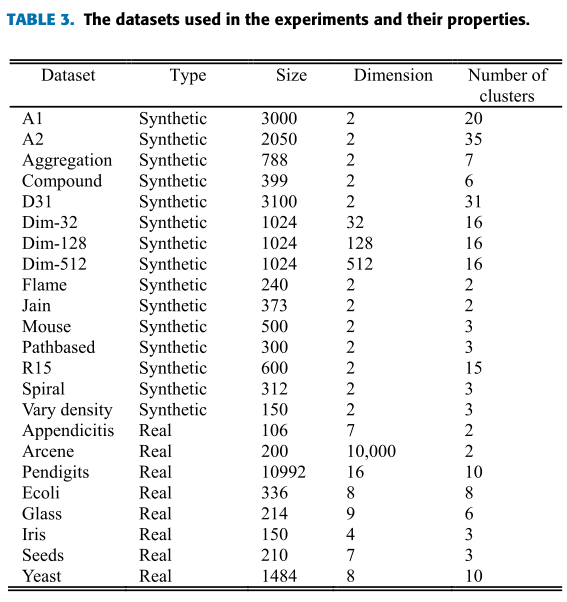 TABLE 3. The datasets used in the experiments and their properties.
Dataset Type Size Dimension Number of
clusters
A1 Synthetic 3000 2 20
A2 Synthetic 2050 2 35
Aggregation Synthetic 788 2 7
Compound Synthetic 399 2 6
D31 Synthetic 3100 2 31
Dim-32 Synthetic 1024 32 16
Dim-128 Synthetic 1024 128 16
Dim-512 Synthetic 1024 512 16
Flame Synthetic 240 2 2
Jain Synthetic 373 2 2
Mouse Synthetic 500 2 3
Pathbased Synthetic 300 2 3
R15 Synthetic 600 2 15
Spiral Synthetic 312 2 3
Vary density Synthetic 150 2 3
Appendicitis Real 106 7 2
Arcene Real 200 10,000 2
Pendigits Real 10992 16 10
Ecoli Real 336 8 8
Glass Real 214 9 6
Iris Real 150 4 3
Seeds Real 210 7 3
Yeast Real 1484 8 10